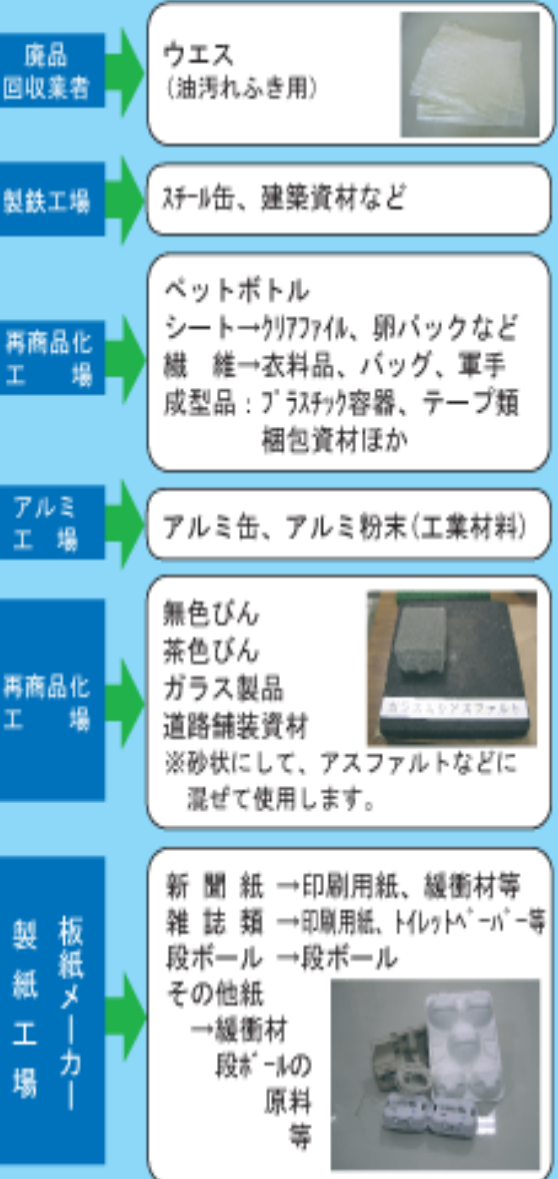 廃品
回収業者
ウエス
（油汚れふき用）
製鉄工場
ｽﾁｰﾙ缶、建築資材など
再商品化
工　場
ペットボトル
シート→ｸﾘｱﾌｧｲﾙ、卵パックなど
繊　維→衣料品、バッグ、軍手
成型品：ﾌﾟﾗｽﾁｯｸ容器、テープ類
梱包資材ほか
アルミ
工　場
アルミ缶、アルミ粉末(工業材料)
再商品化
工　場
無色びん
茶色びん
ガラス製品
道路舗装資材
※砂状にして、アスファルトなどに
混ぜて使用します。
ガラス入りアスファルト
板紙メーカー
製紙工場
新聞紙→印刷用紙、緩衝材等
雑誌類→印刷用紙、ﾄｲﾚｯﾄﾍﾟｰﾊﾟｰ等
段ボール→段ボール
その他紙
→緩衝材
段ﾎﾞｰﾙの
原料
等